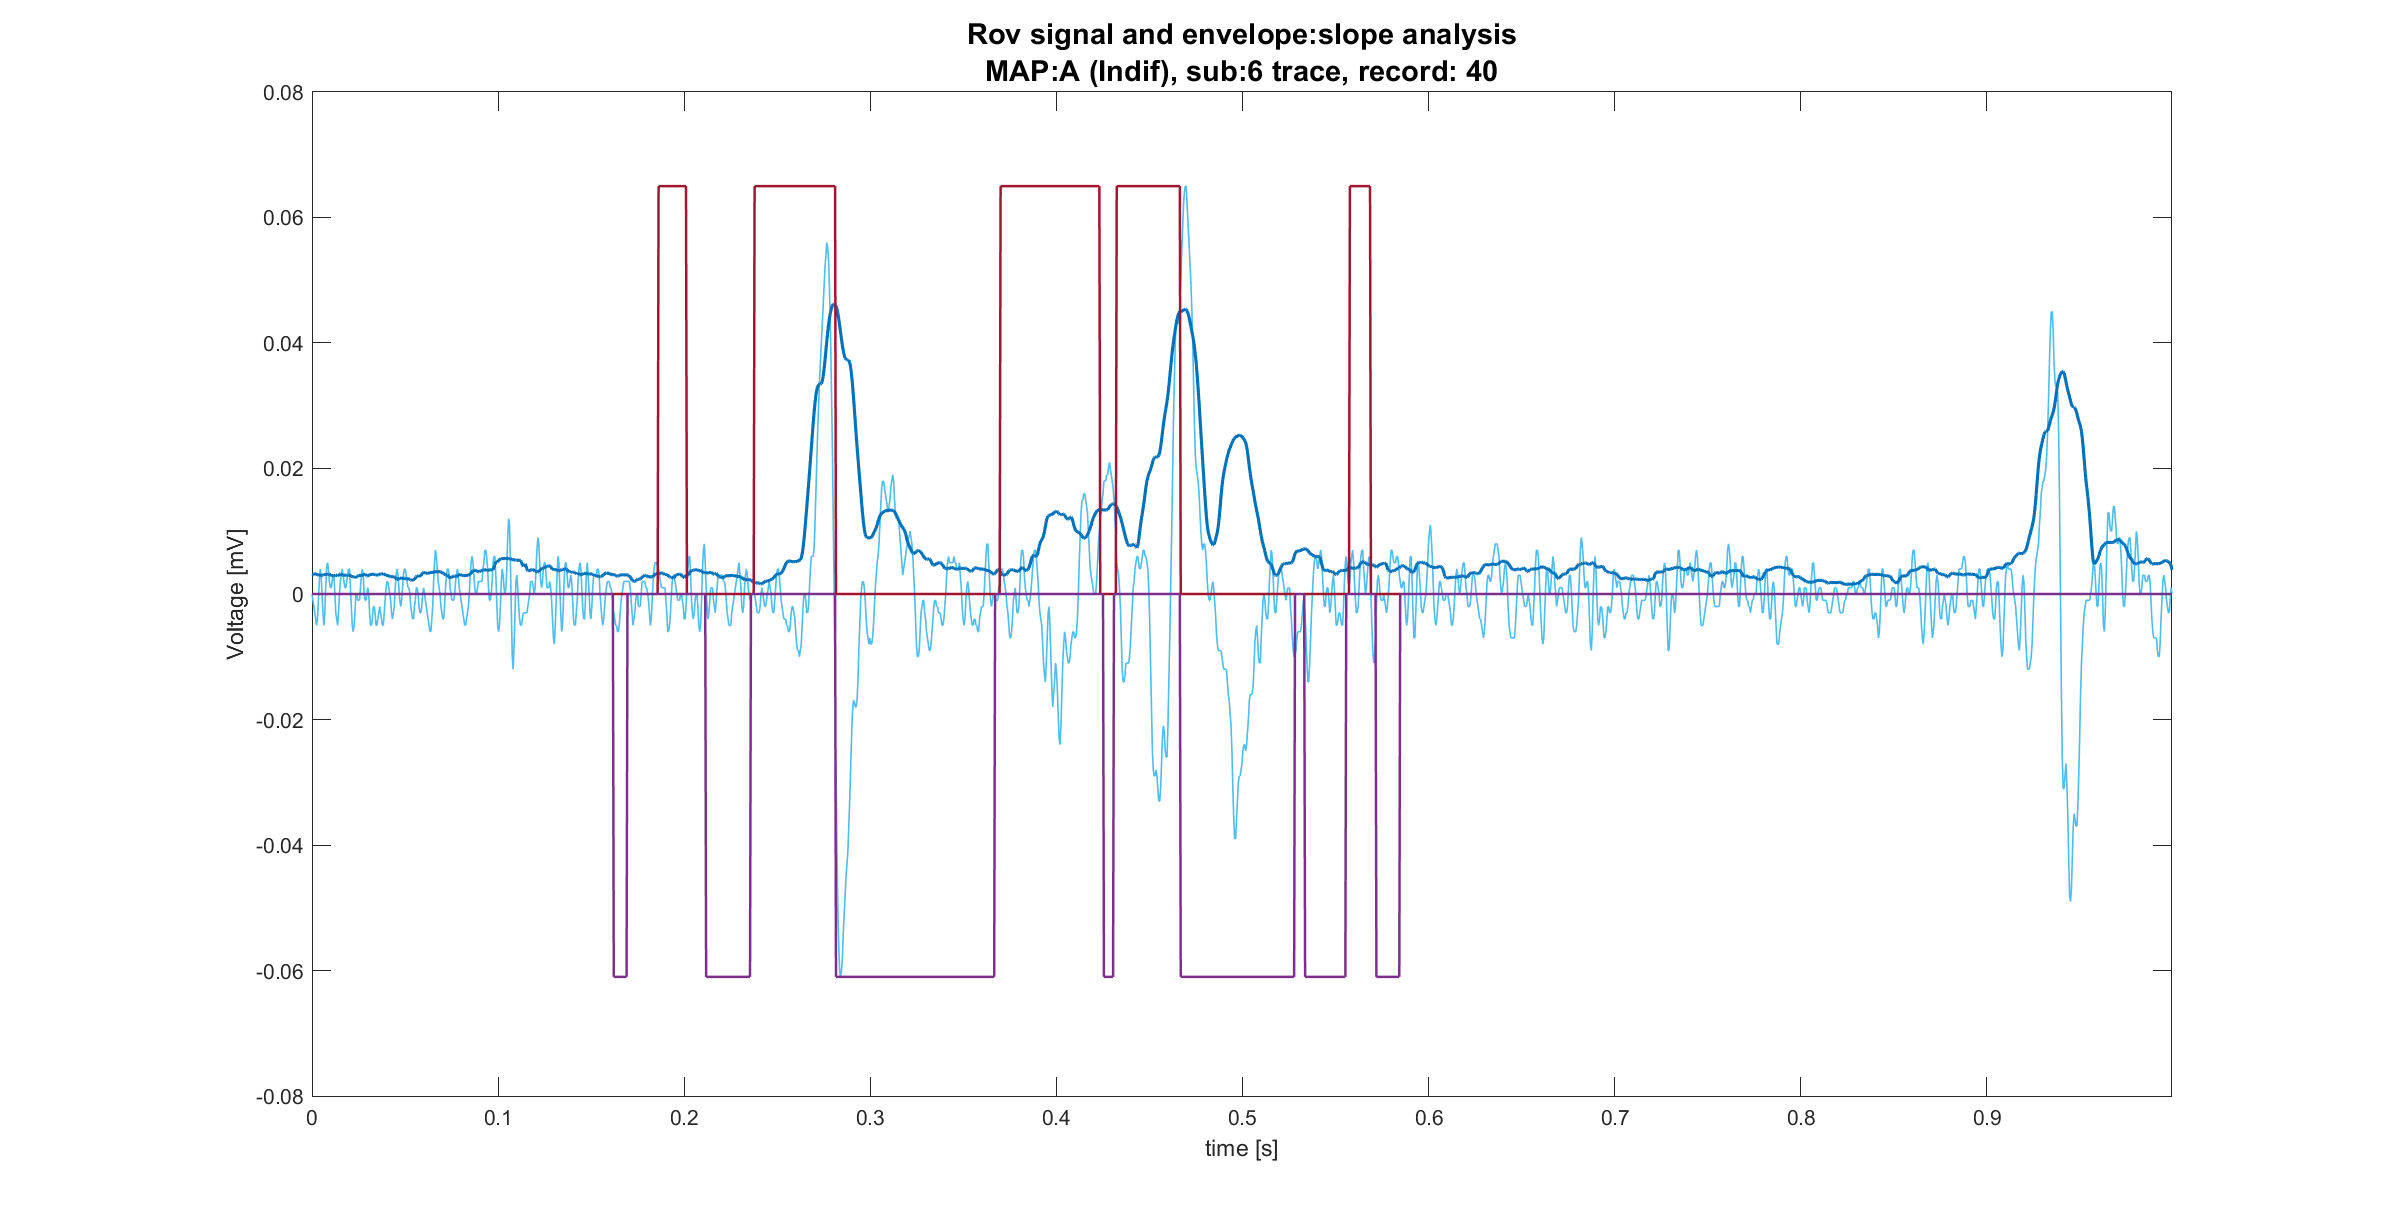 Rov signal and envelope:slope analysis
MAP:A (Indif), sub:6 trace, record: 40
0.08
0.06
0.04
0.02
0
-0.02
-0.04
-0.06
-0.08
Voltage [mV]
0 0.1 0.2 0.3 0.4 0.5 0.6 0.7 0.8 0.9
time [s]